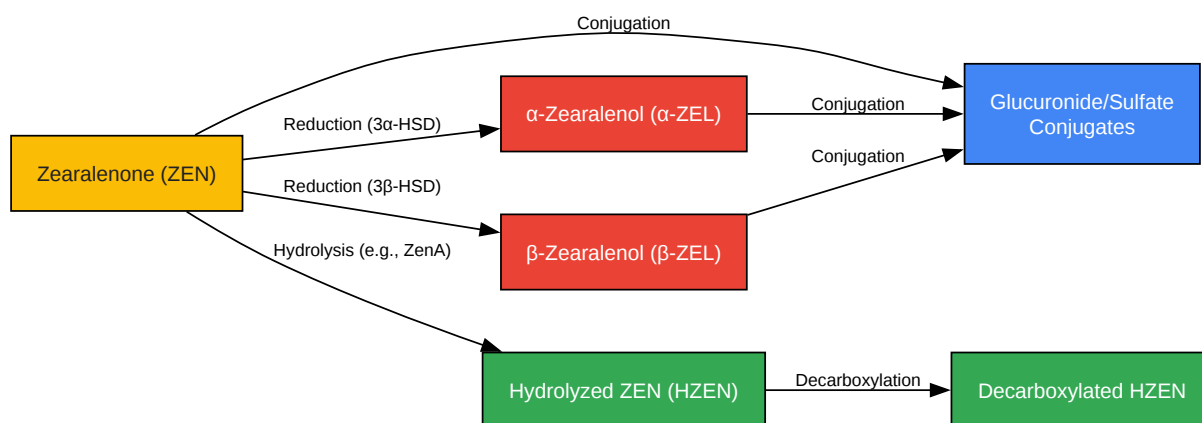 Conjugation
Reduction (3α-HSD)
α-Zearalenol (α-ZEL)
Conjugation
Glucuronide/Sulfate
Conjugates
Zearalenone (ZEN)
Reduction (3β-HSD)
Conjugation
Hydrolysis (e.g., ZenA)
β-Zearalenol (β-ZEL)
Hydrolyzed ZEN (HZEN)
Decarboxylation
Decarboxylated HZEN